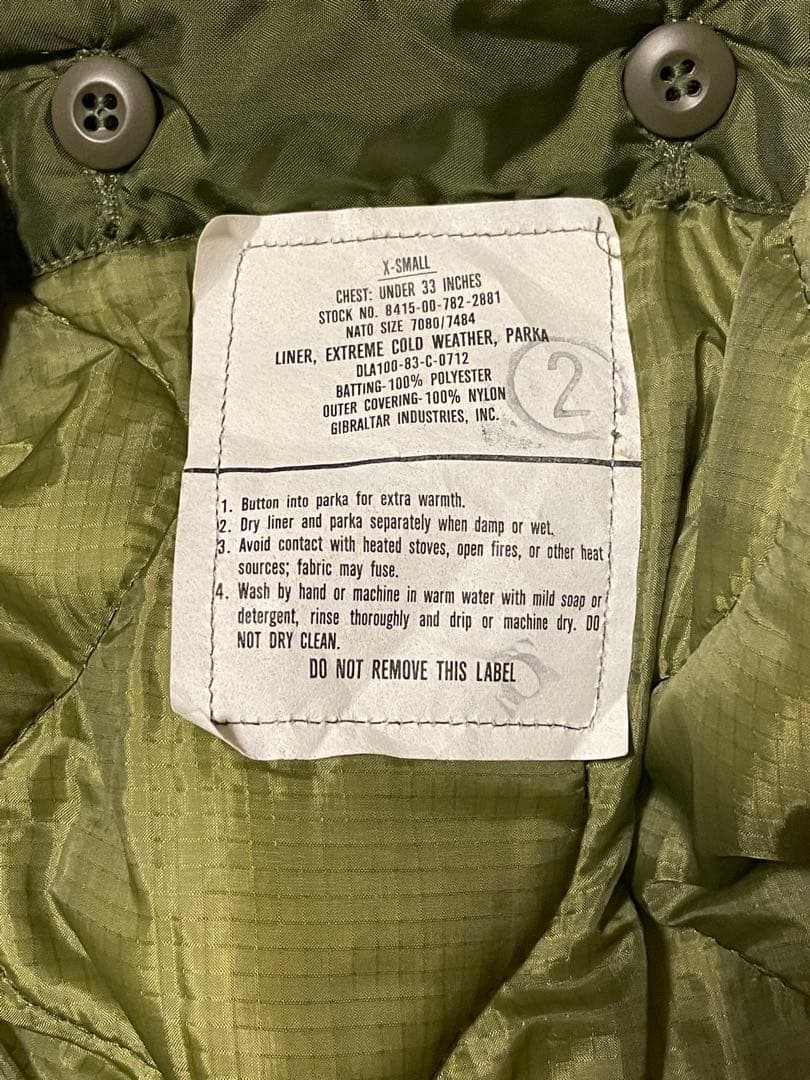 X-SMALL
CHEST: UNDER 33 INCHES
STOCK NO. 8415-00-782-2881
NATO SIZE 7080/7484
LINER, EXTREME COLD WEATHER, PARKA
DLA100-83-C-0712
BATTING-100% POLYESTER
OUTER COVERING-100% NYLON
GIBRALTAR INDUSTRIES, INC.
2
1. Button into parka for extra warmth.
2. Dry liner and parka separately when damp or wet.
3. Avoid contact with heated stoves, open fires, or other heat
sources; fabric may fuse.
4. Wash by hand or machine in warm water with mild soap or
detergent, rinse thoroughly and drip or machine dry. DO
NOT DRY CLEAN.
DO NOT REMOVE THIS LABEL